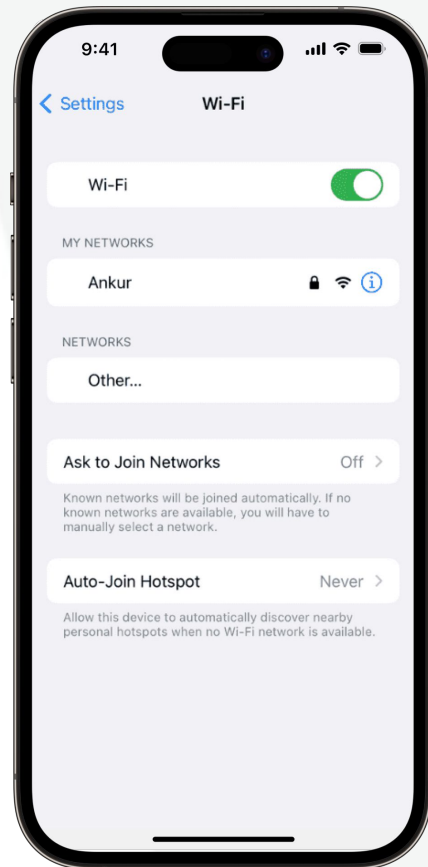 9:41
Settings
Wi-Fi
Wi-Fi
MY NETWORKS
Ankur
NETWORKS
Other...
Ask to Join Networks Off
Known networks will be joined automatically. If no
known networks are available, you will have to
manually select a network.
Auto-Join Hotspot Never
Allow this device to automatically discover nearby
personal hotspots when no Wi-Fi network is available.